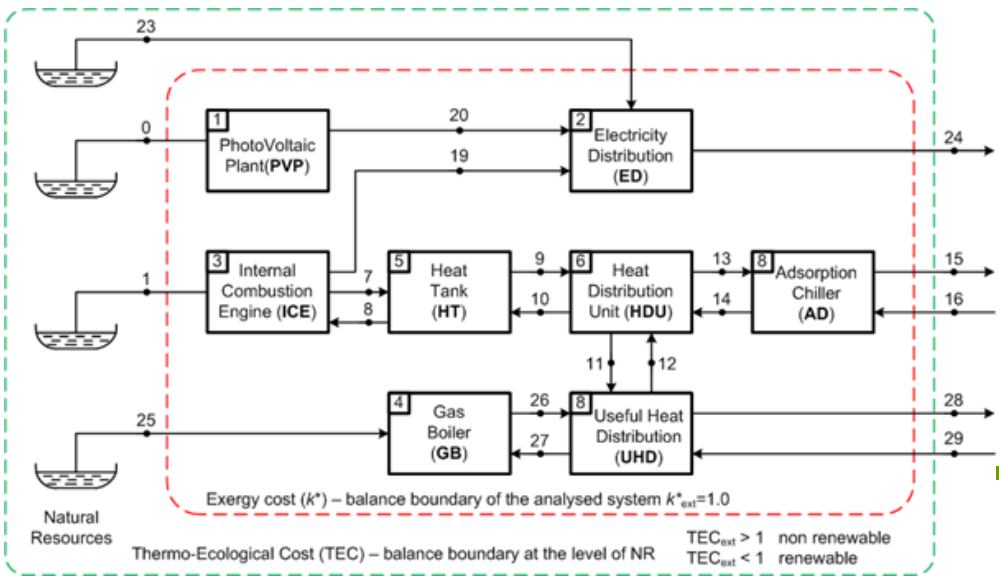 23
0
1
20
2
PhotoVoltaic
Plant(PVP)
19
Electricity
Distribution
(ED)
24
1
3
Internal
Combustion
Engine (ICE)
7
8
5
Heat
Tank
(HT)
9
10
6
Heat
Distribution
Unit (HDU)
13
14
8
Adsorption
Chiller
(AD)
15
16
11
12
25
4
Gas
Boiler
(GB)
26
27
8
Useful Heat
Distribution
(UHD)
28
29
Natural
Resources
Exergy cost (k*) – balance boundary of the analysed system k*ext=1.0
Thermo-Ecological Cost (TEC) – balance boundary at the level of NR
TECext > 1 non renewable
TECext < 1 renewable